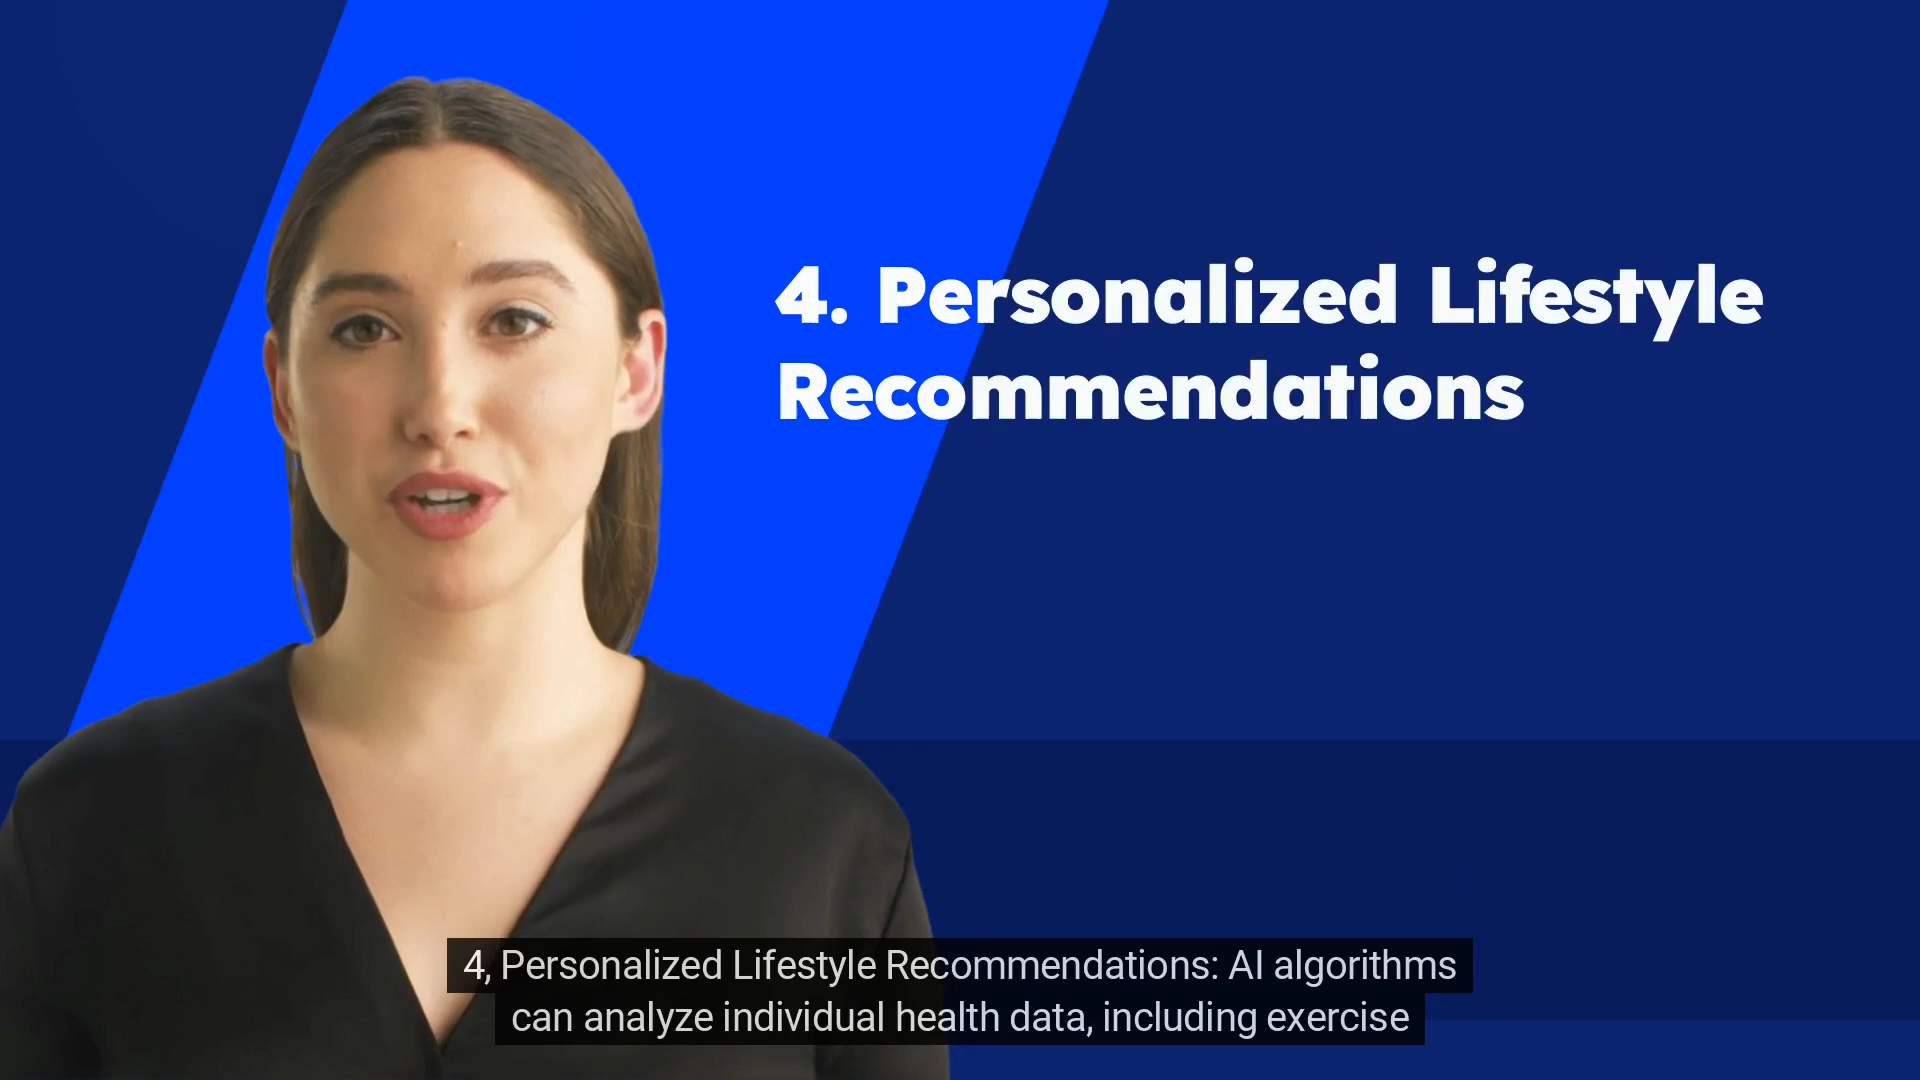 4. Personalized Lifestyle
Recommendations
4, Personalized Lifestyle Recommendations: AI algorithms
can analyze individual health data, including exercise